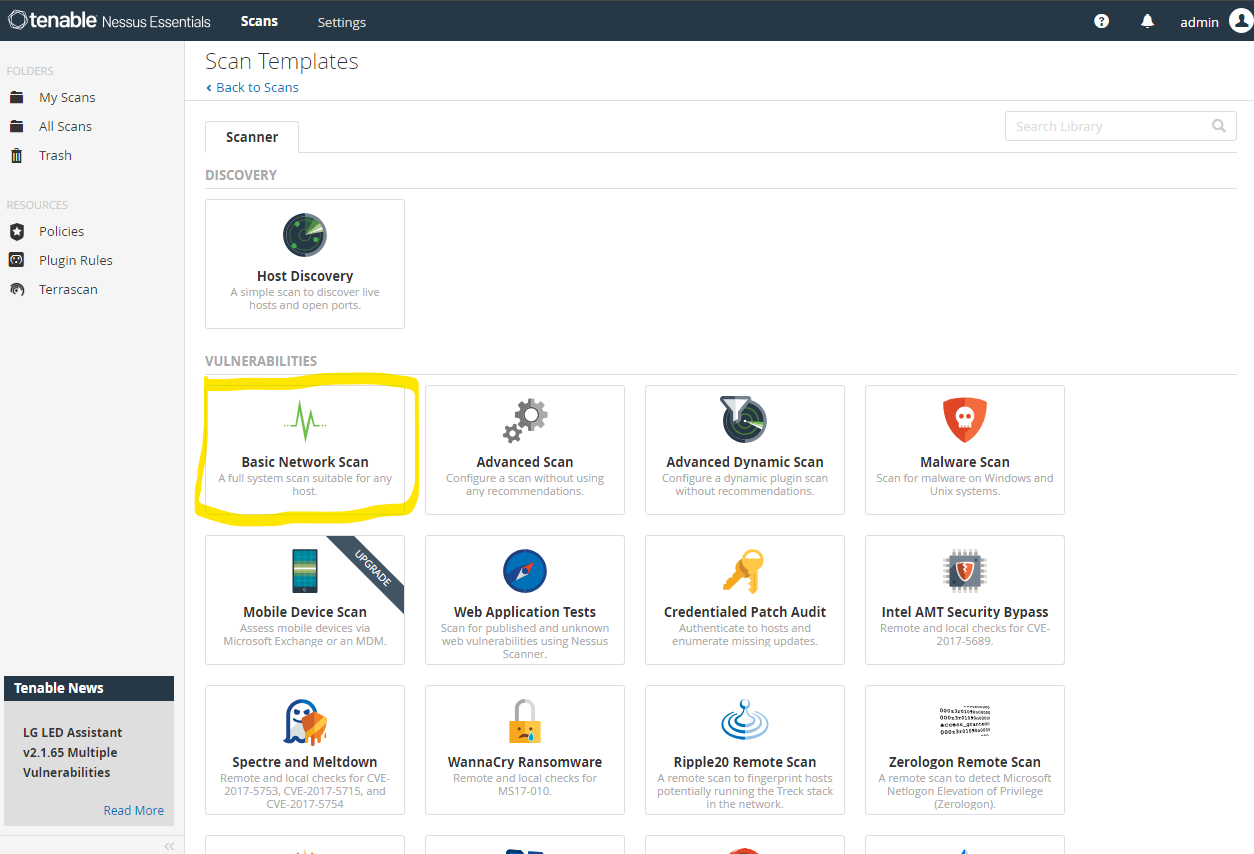 tenable Nessus Essentials
Scans
Settings
admin
FOLDERS
My Scans
All Scans
Trash
RESOURCES
Policies
Plugin Rules
Terrascan
Tenable News
LG LED Assistant
v2.1.65 Multiple
Vulnerabilities
Read More
Scan Templates
Back to Scans
Scanner
Search Library
DISCOVERY
Host Discovery
A simple scan to discover live
hosts and open ports.
VULNERABILITIES
Basic Network Scan
A full system scan suitable for any
host.
Advanced Scan
Configure a scan without using
any recommendations.
Advanced Dynamic Scan
Configure a dynamic plugin scan
without recommendations.
Malware Scan
Scan for malware on Windows and
Unix systems.
UPGRADE
Mobile Device Scan
Assess mobile devices via
Microsoft Exchange or an MDM.
Web Application Tests
Scan for published and unknown
web vulnerabilities using Nessus
Scanner.
Credentialed Patch Audit
Authenticate to hosts and
enumerate missing updates.
Intel AMT Security Bypass
Remote and local checks for CVE-
2017-5689.
Spectre and Meltdown
Remote and local checks for CVE-
2017-5753, CVE-2017-5715, and
CVE-2017-5754
WannaCry Ransomware
Remote and local checks for
MS17-010.
Ripple20 Remote Scan
A remote scan to fingerprint hosts
potentially running the Treck stack
in the network.
Zerologon Remote Scan
A remote scan to detect Microsoft
Netlogon Elevation of Privilege
(Zerologon).